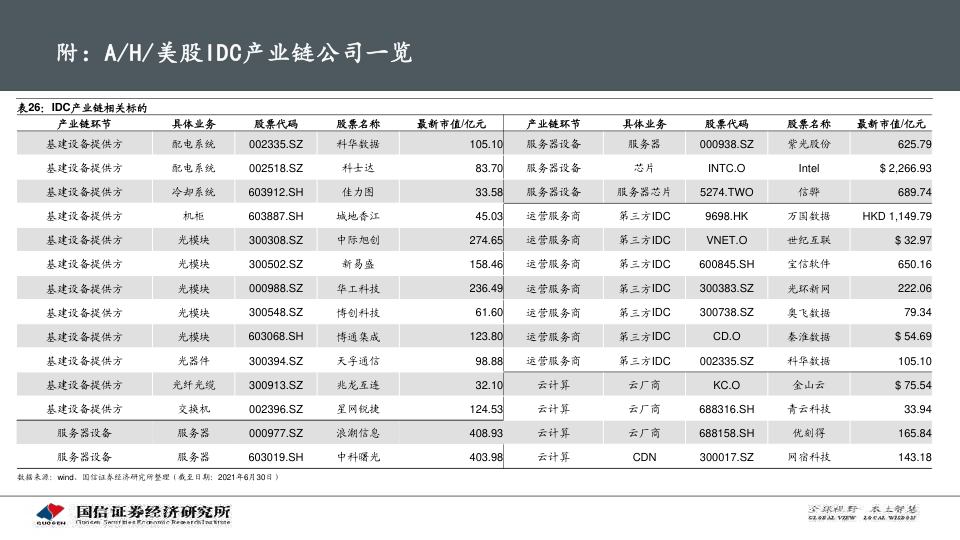 附：A/H/美股IDC产业链公司一览
表26：IDC产业链相关标的
产业链环节 具体业务 股票代码 股票名称 最新市值/亿元 产业链环节 具体业务 股票代码 股票名称 最新市值/亿元
基建设备提供方 配电系统 002335.SZ 科华数据 105.10 服务器设备 服务器 000938.SZ 紫光股份 625.79
基建设备提供方 配电系统 002518.SZ 科士达 83.70 服务器设备 芯片 INTC.O Intel $ 2,266.93
基建设备提供方 冷却系统 603912.SH 佳力图 33.58 服务器设备 服务器芯片 5274.TWO 信骅 689.74
基建设备提供方 机柜 603887.SH 城地香江 45.03 运营服务商 第三方IDC 9698.HK 万国数据 HKD 1,149.79
基建设备提供方 光模块 300308.SZ 中际旭创 274.65 运营服务商 第三方IDC VNET.O 世纪互联 $ 32.97
基建设备提供方 光模块 300502.SZ 新易盛 158.46 运营服务商 第三方IDC 600845.SH 宝信软件 650.16
基建设备提供方 光模块 000988.SZ 华工科技 236.49 运营服务商 第三方IDC 300383.SZ 光环新网 222.06
基建设备提供方 光模块 300548.SZ 博创科技 61.60 运营服务商 第三方IDC 300738.SZ 奥飞数据 79.34
基建设备提供方 光模块 603068.SH 博通集成 123.80 运营服务商 第三方IDC CD.O 秦淮数据 $ 54.69
基建设备提供方 光器件 300394.SZ 天孚通信 98.88 运营服务商 第三方IDC 002335.SZ 科华数据 105.10
基建设备提供方 光纤光缆 300913.SZ 兆龙互连 32.10 云计算 云厂商 KC.O 金山云 $ 75.54
基建设备提供方 交换机 002396.SZ 星网锐捷 124.53 云计算 云厂商 688316.SH 青云科技 33.94
服务器设备 服务器 000977.SZ 浪潮信息 408.93 云计算 云厂商 688158.SH 优刻得 165.84
服务器设备 服务器 603019.SH 中科曙光 403.98 云计算 CDN 300017.SZ 网宿科技 143.18
数据来源：wind、国信证券经济研究所整理（截至日期：2021年6月30日）
GUOSEN 国信证券经济研究所
Guosen Securities Economic Research Institute
全球视野 本土智慧
GLOBAL VIEW LOCAL WISDOM